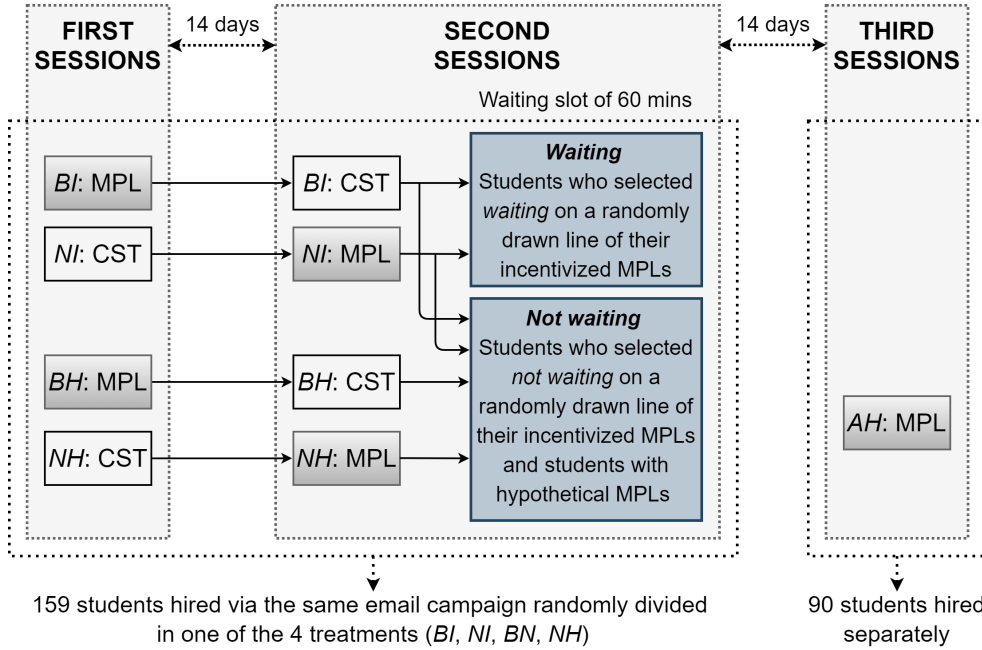 FIRST
SESSIONS
14 days
SECOND
SESSIONS
14 days
THIRD
SESSIONS
Waiting slot of 60 mins
BI: MPL
BI: CST
NI: CST
NI: MPL
Waiting
Students who selected
waiting on a randomly
drawn line of their
incentivized MPLs
BH: MPL
BH: CST
NH: CST
NH: MPL
Not waiting
Students who selected
not waiting on a
randomly drawn line of
their incentivized MPLs
and students with
hypothetical MPLs
AH: MPL
159 students hired via the same email campaign randomly divided
in one of the 4 treatments (BI, NI, BN, NH)
90 students hired
separately